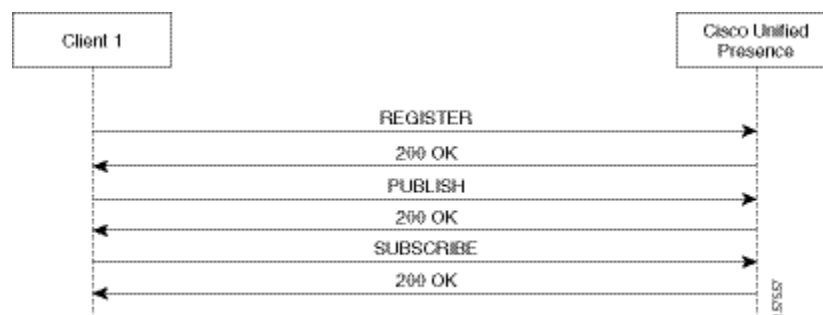 Client 1
Cisco Unified
Presence
REGISTER
200 OK
PUBLISH
200 OK
SUBSCRIBE
200 OK